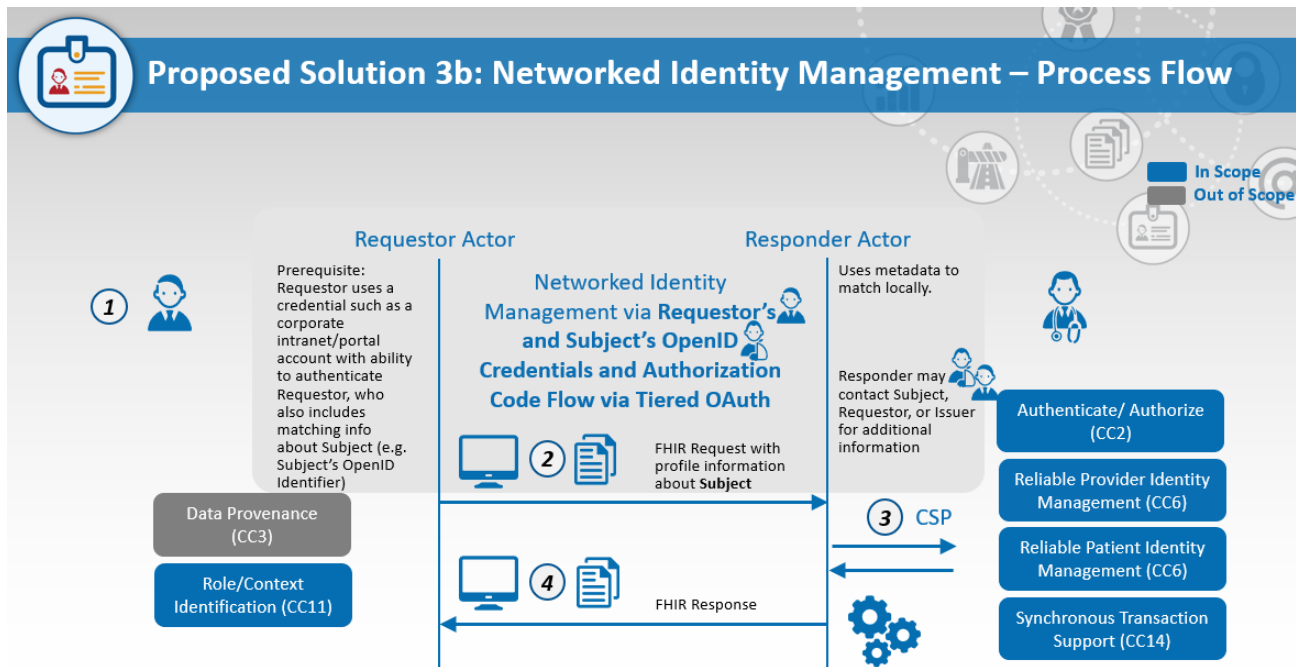 Proposed Solution 3b: Networked Identity Management – Process Flow
In Scope
Out of Scope
Requestor Actor
Responder Actor
1
Prerequisite:
Requestor uses a
credential such as a
corporate
intranet/portal
account with ability
to authenticate
Requestor, who
also includes
matching info
about Subject (e.g.
Subject's OpenID
Identifier)
Networked Identity
Management via Requestor's
and Subject's OpenID
Credentials and Authorization
Code Flow via Tiered OAuth
Uses metadata to
match locally.
Responder may
contact Subject,
Requestor, or Issuer
for additional
information
2
FHIR Request with
profile information
about Subject
3 CSP
4
FHIR Response
Data Provenance
(CC3)
Role/Context
Identification (CC11)
Authenticate/ Authorize
(CC2)
Reliable Provider Identity
Management (CC6)
Reliable Patient Identity
Management (CC6)
Synchronous Transaction
Support (CC14)